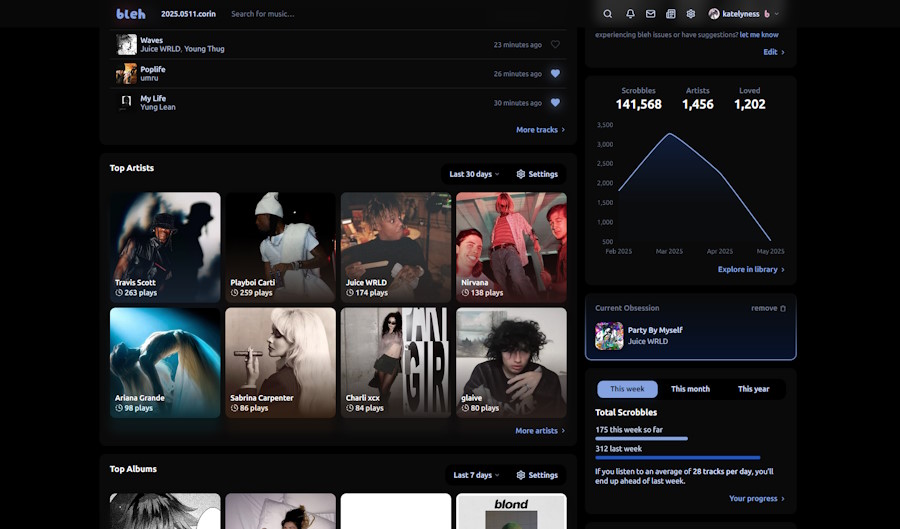 bleh
2025.0511.corin
Search for music...
katelyness
b
Waves
Juice WRLD, Young Thug
23 minutes ago
Poplife
umru
26 minutes ago
My Life
Yung Lean
30 minutes ago
More tracks
Top Artists
Last 30 days
Settings
Travis Scott
263 plays
Playboi Carti
259 plays
Juice WRLD
174 plays
Nirvana
138 plays
Ariana Grande
98 plays
Sabrina Carpenter
86 plays
PARTY
GIRL
Charli xcx
84 plays
glaive
80 plays
More artists
Top Albums
Last 7 days
Settings
blond
experiencing bleh issues or have suggestions? let me know
Edit
Scrobbles
Artists
Loved
141,568
1,456
1,202
3,500
3,000
2,500
2,000
1,500
1,000
500
Feb 2025
Mar 2025
Apr 2025
May 2025
Explore in library
Current Obsession
remove
Party By Myself
Juice WRLD
This week
This month
This year
Total Scrobbles
175 this week so far
312 last week
If you listen to an average of 28 tracks per day, you'll
end up ahead of last week.
Your progress